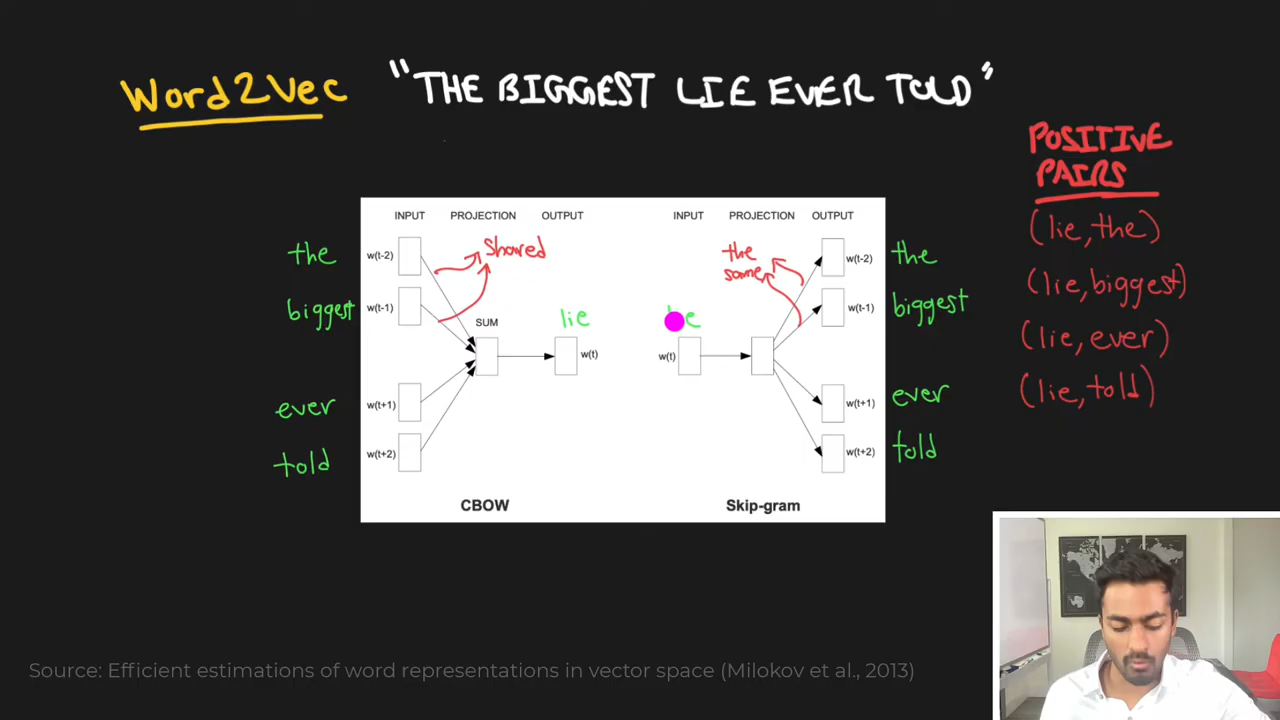 Word2Vec "THE BIGGEST LIE EVER TOLD"
POSITIVE
PAIRS
(lie, the)
(lie, biggest)
(lie, ever)
(lie, told)
INPUT PROJECTION OUTPUT
the w(t-2) shared
biggest w(t-1)
SUM
lie
w(t)
ever w(t+1)
told w(t+2)
CBOW
INPUT PROJECTION OUTPUT
the
same
w(t-2) the
w(t-1) biggest
w(t)
w(t+1) ever
w(t+2) told
Skip-gram
Source: Efficient estimations of word representations in vector space (Milokov et al., 2013)